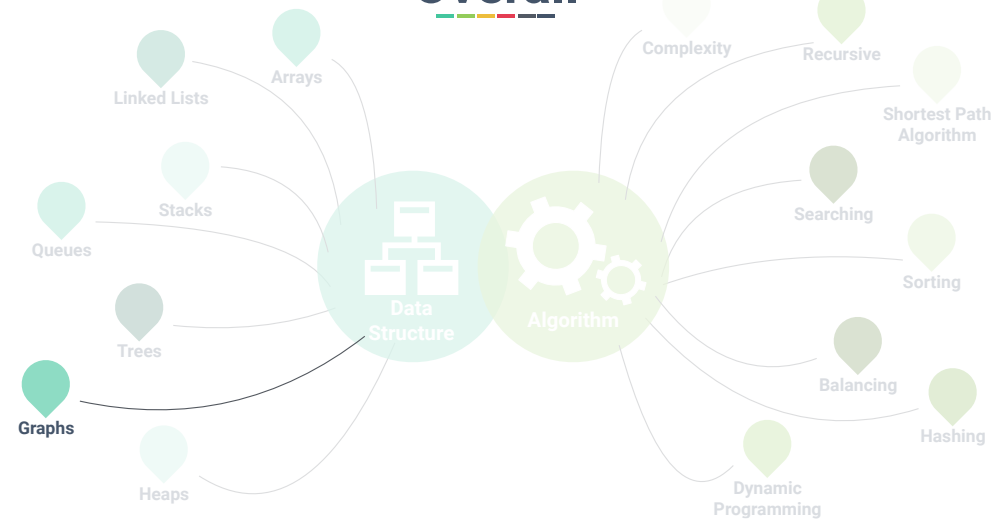 Overall
Complexity
Recursive
Arrays
Linked Lists
Shortest Path
Algorithm
Stacks
Searching
Queues
Sorting
Data
Structure
Algorithm
Trees
Balancing
Graphs
Hashing
Heaps
Dynamic
Programming